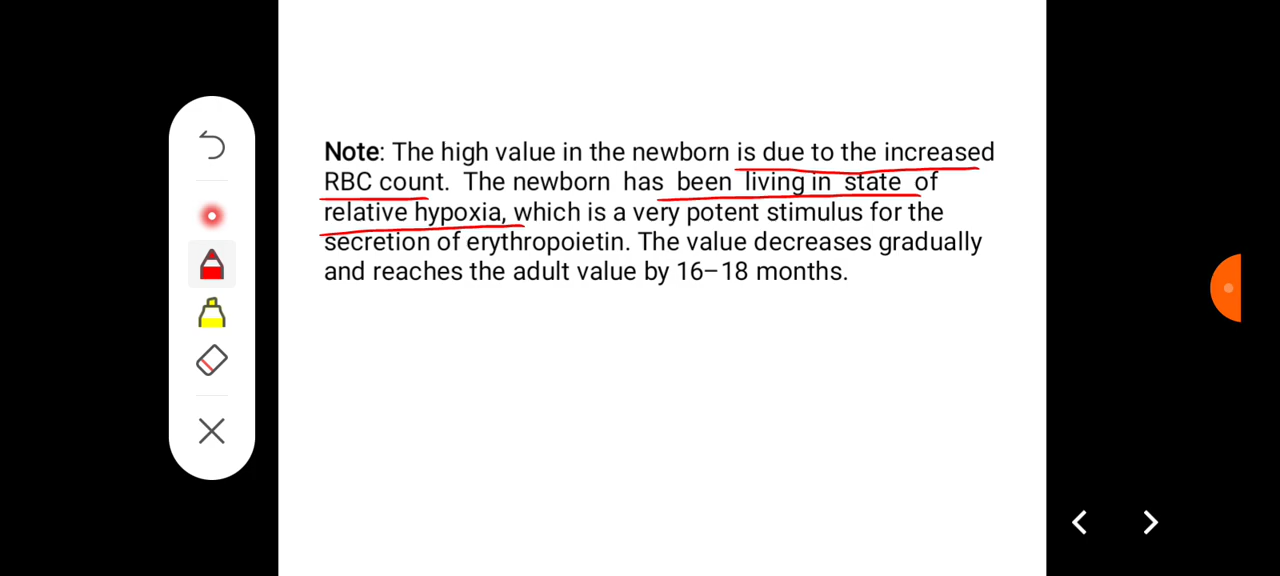 Note: The high value in the newborn is due to the increased
RBC count. The newborn has been living in state of
relative hypoxia, which is a very potent stimulus for the
secretion of erythropoietin. The value decreases gradually
and reaches the adult value by 16–18 months.